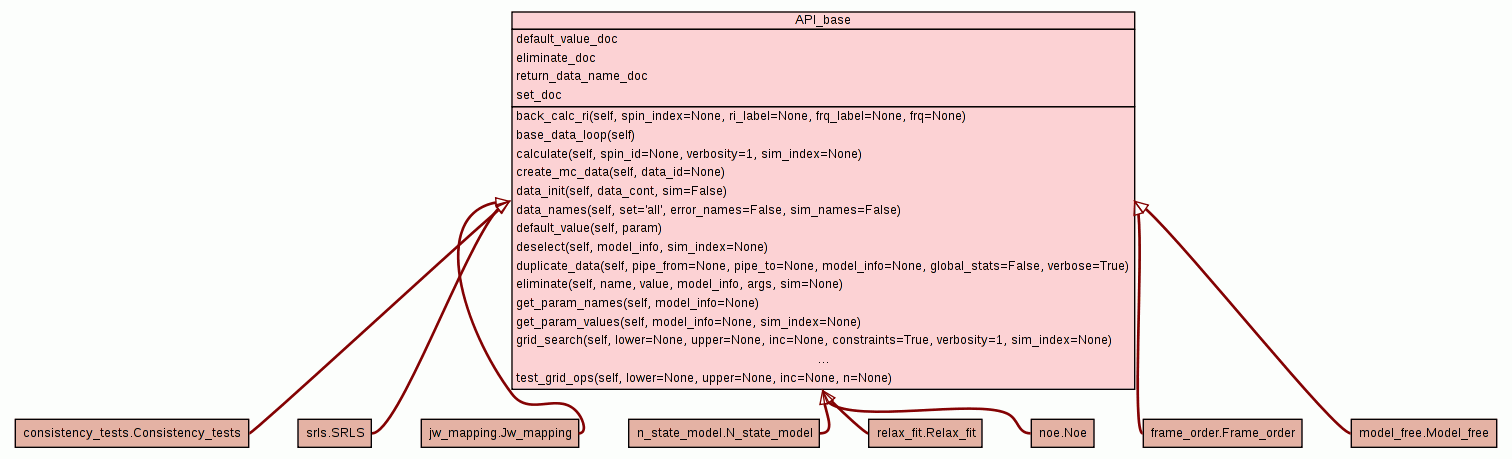 API_base
default_value_doc
eliminate_doc
return_data_name_doc
set_doc
back_calc_ri(self, spin_index=None, ri_label=None, frq_label=None, frq=None)
base_data_loop(self)
calculate(self, spin_id=None, verbosity=1, sim_index=None)
create_mc_data(self, data_id=None)
data_init(self, data_cont, sim=False)
data_names(self, set='all', error_names=False, sim_names=False)
default_value(self, param)
deselect(self, model_info, sim_index=None)
duplicate_data(self, pipe_from=None, pipe_to=None, model_info=None, global_stats=False, verbose=True)
eliminate(self, name, value, model_info, args, sim=None)
get_param_names(self, model_info=None)
get_param_values(self, model_info=None, sim_index=None)
grid_search(self, lower=None, upper=None, inc=None, constraints=True, verbosity=1, sim_index=None)
...
test_grid_ops(self, lower=None, upper=None, inc=None, n=None)
consistency_tests.Consistency_tests
srls.SRLS
jw_mapping.Jw_mapping
n_state_model.N_state_model
relax_fit.Relax_fit
noe.Noe
frame_order.Frame_order
model_free.Model_free